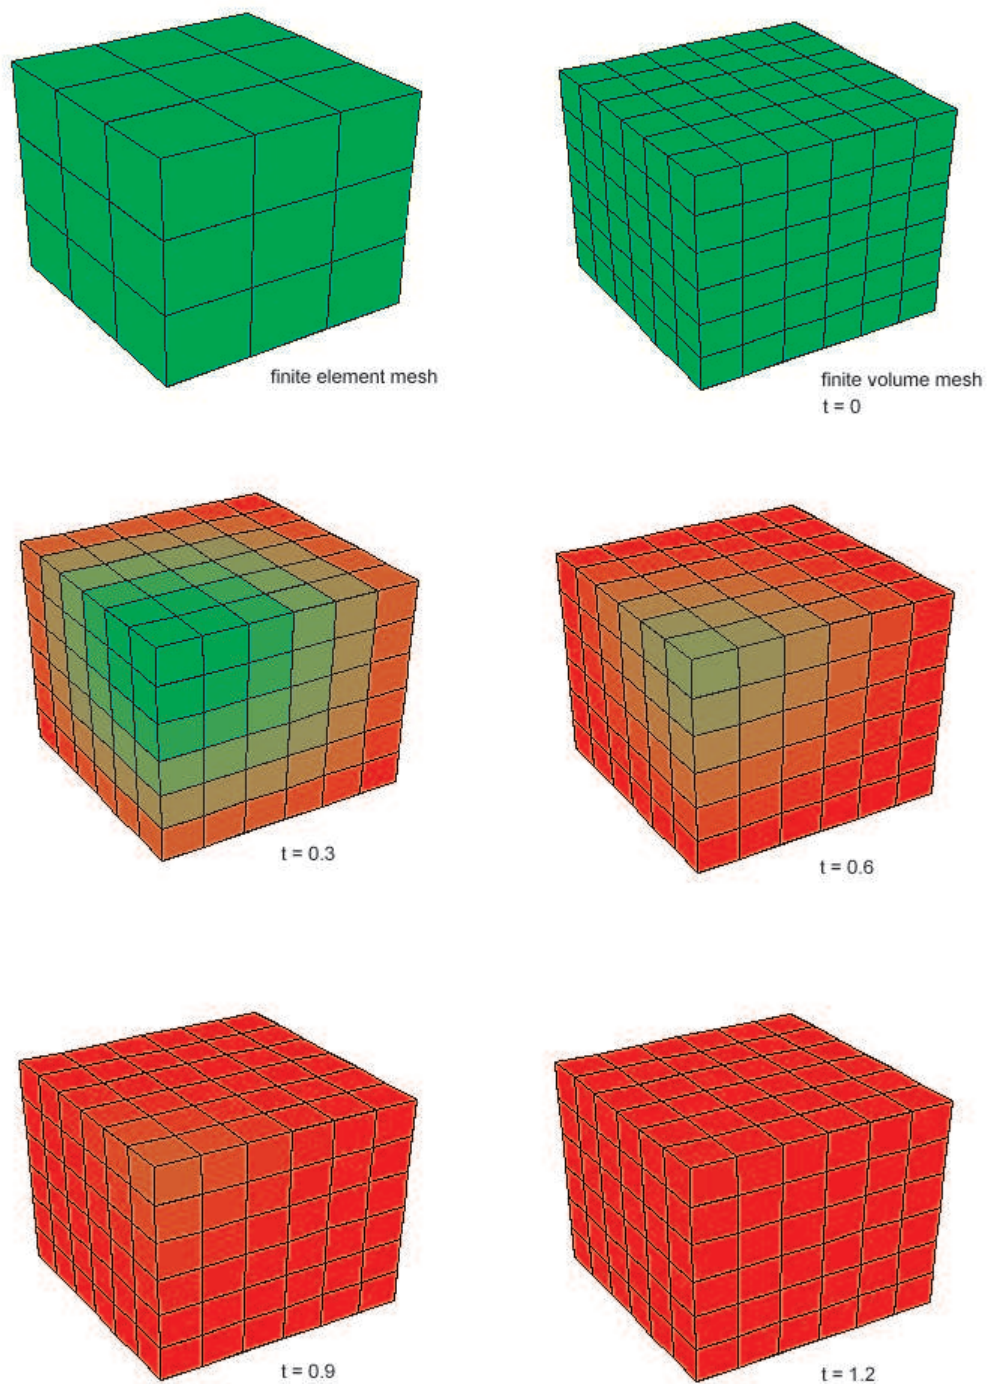 finite element mesh
finite volume mesh
t = 0
t = 0.3
t = 0.6
t = 0.9
t = 1.2